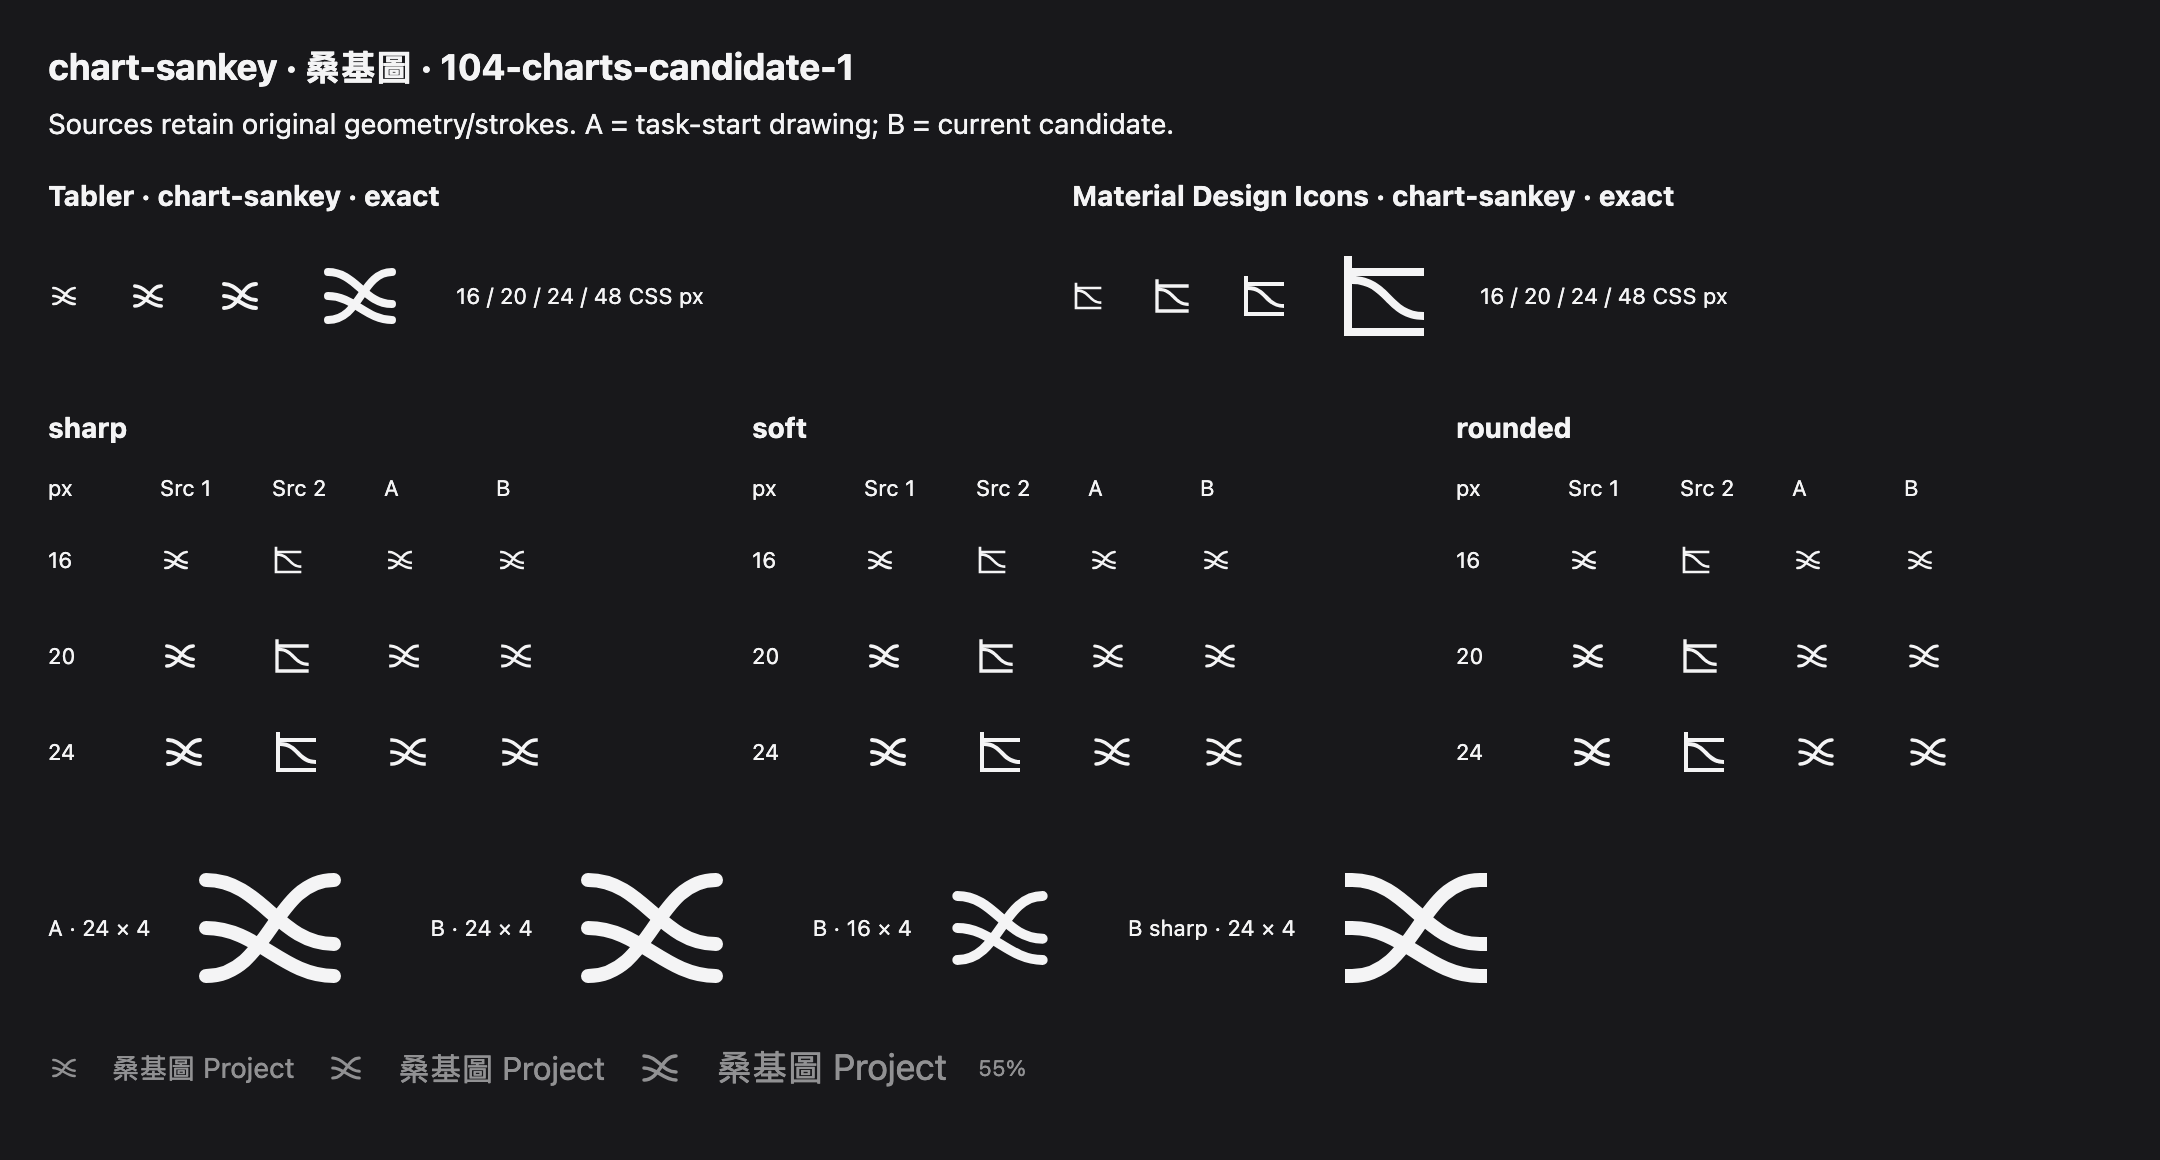 chart-sankey · 桑基圖 · 104-charts-candidate-1
Sources retain original geometry/strokes. A = task-start drawing; B = current candidate.
Tabler · chart-sankey · exact
16 / 20 / 24 / 48 CSS px
Material Design Icons · chart-sankey · exact
16 / 20 / 24 / 48 CSS px
sharp
px Src 1 Src 2 A B
16
20
24
soft
px Src 1 Src 2 A B
16
20
24
rounded
px Src 1 Src 2 A B
16
20
24
A · 24 × 4
B · 24 × 4
B · 16 × 4
B sharp · 24 × 4
桑基圖 Project 桑基圖 Project 桑基圖 Project 55%